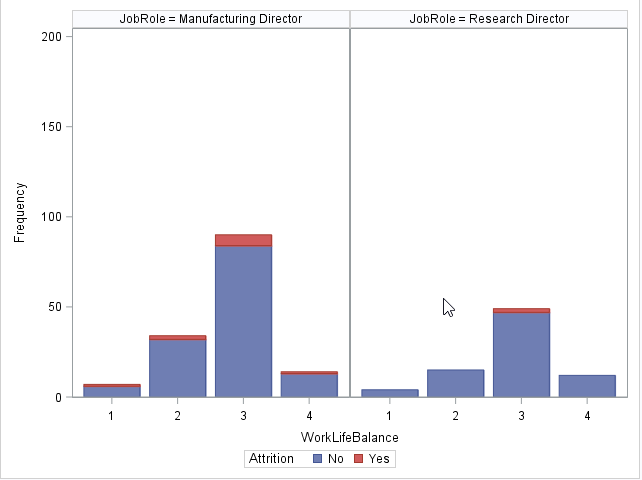 JobRole = Manufacturing Director JobRole = Research Director
200
150
100
50
0
Frequency
1 2 3 4 1 2 3 4
WorkLifeBalance
Attrition No Yes